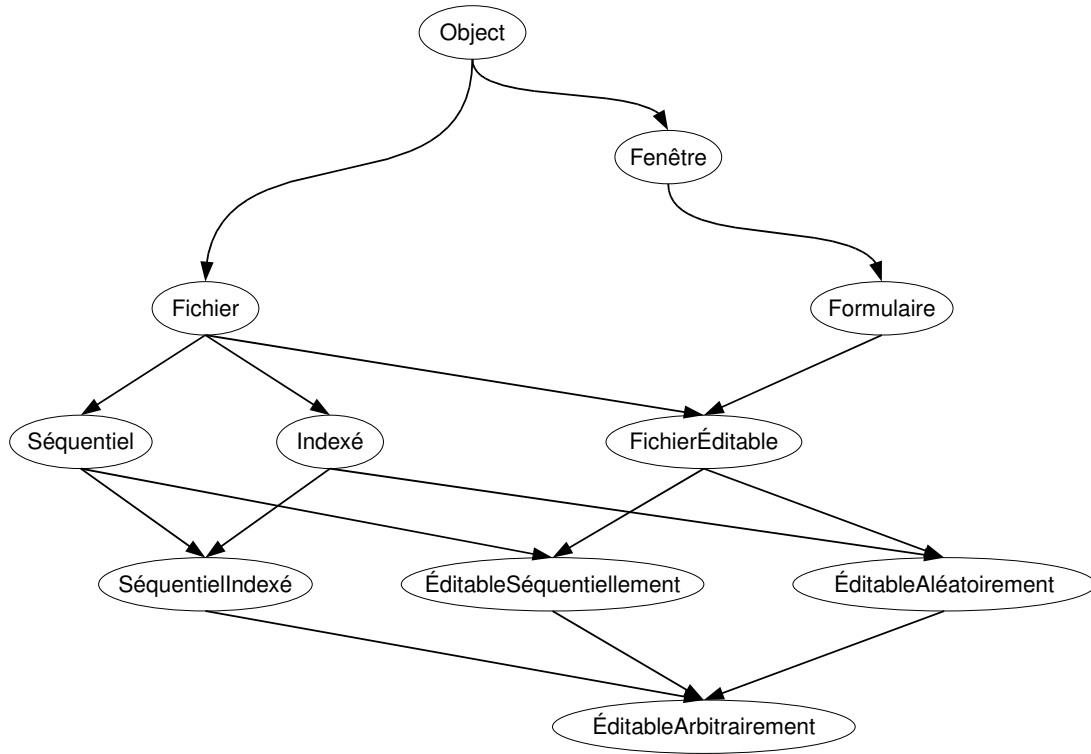 Object
Fenêtre
Fichier
Formulaire
Séquentiel
Indexé
FichierÉditable
SéquentielIndexé
ÉditableSéquentiellement
ÉditableAléatoirement
ÉditableArbitrairement